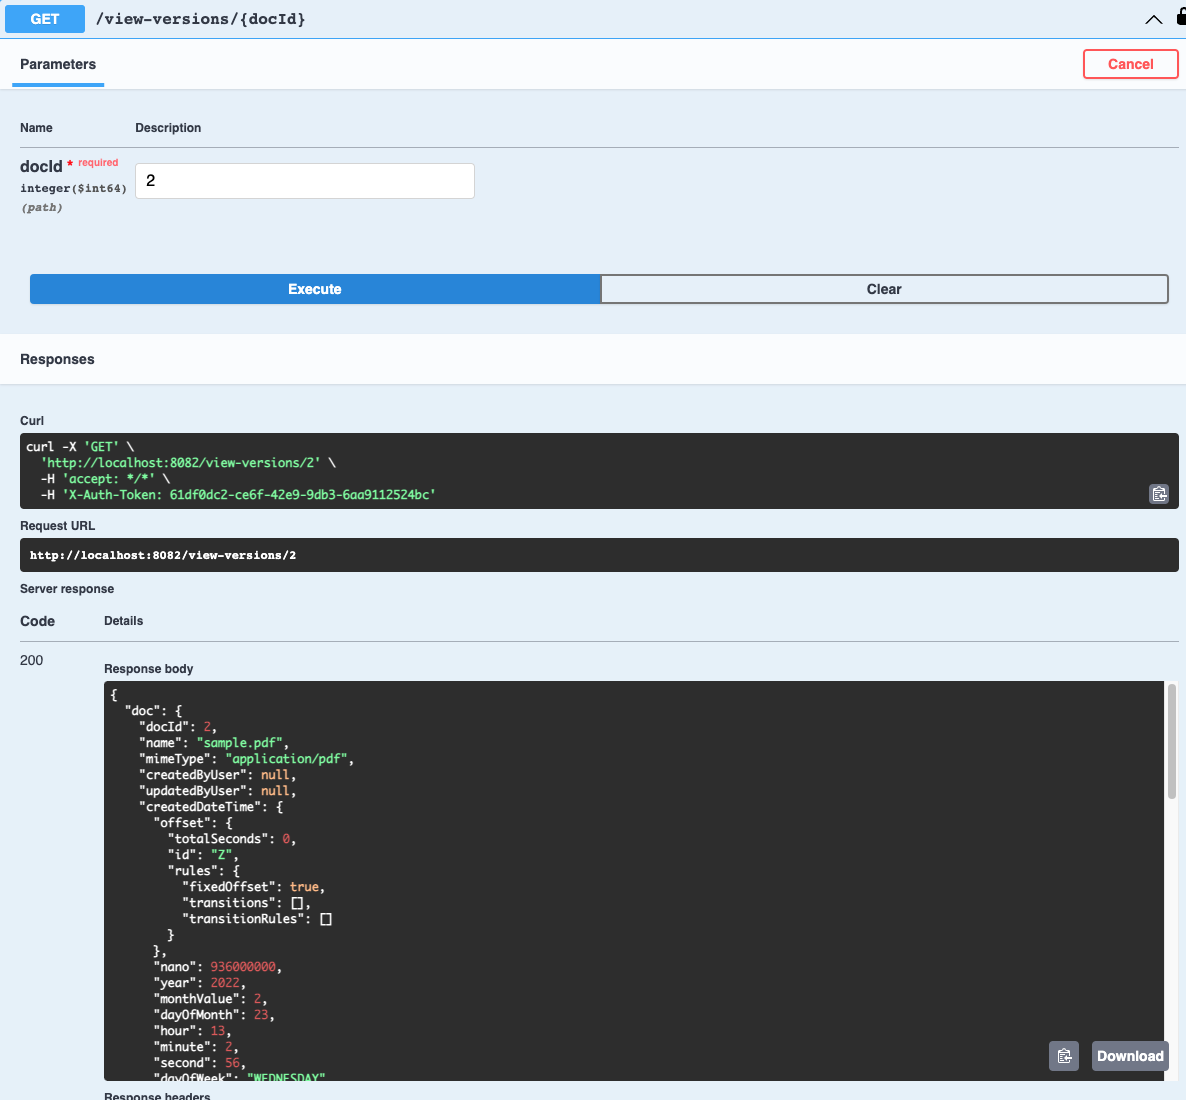 GET /view-versions/{docId}
Parameters
Cancel
Name Description
docId * required
integer($int64)
(path)
2
Execute Clear
Responses
Curl
curl -X 'GET' \
'http://localhost:8082/view-versions/2' \
-H 'accept: */*' \
-H 'X-Auth-Token: 61df0dc2-ce6f-42e9-9db3-6aa9112524bc'
Request URL
http://localhost:8082/view-versions/2
Server response
Code Details
200
Response body
{
"doc": {
"docId": 2,
"name": "sample.pdf",
"mimeType": "application/pdf",
"createdByUser": null,
"updatedByUser": null,
"createdDateTime": {
"offset": {
"totalSeconds": 0,
"id": "Z",
"rules": {
"fixedOffset": true,
"transitions": [],
"transitionRules": []
}
},
"nano": 936000000,
"year": 2022,
"monthValue": 2,
"dayOfMonth": 23,
"hour": 13,
"minute": 2,
"second": 56,
"dayOfWeek": "WEDNESDAY"
Download
Response headers